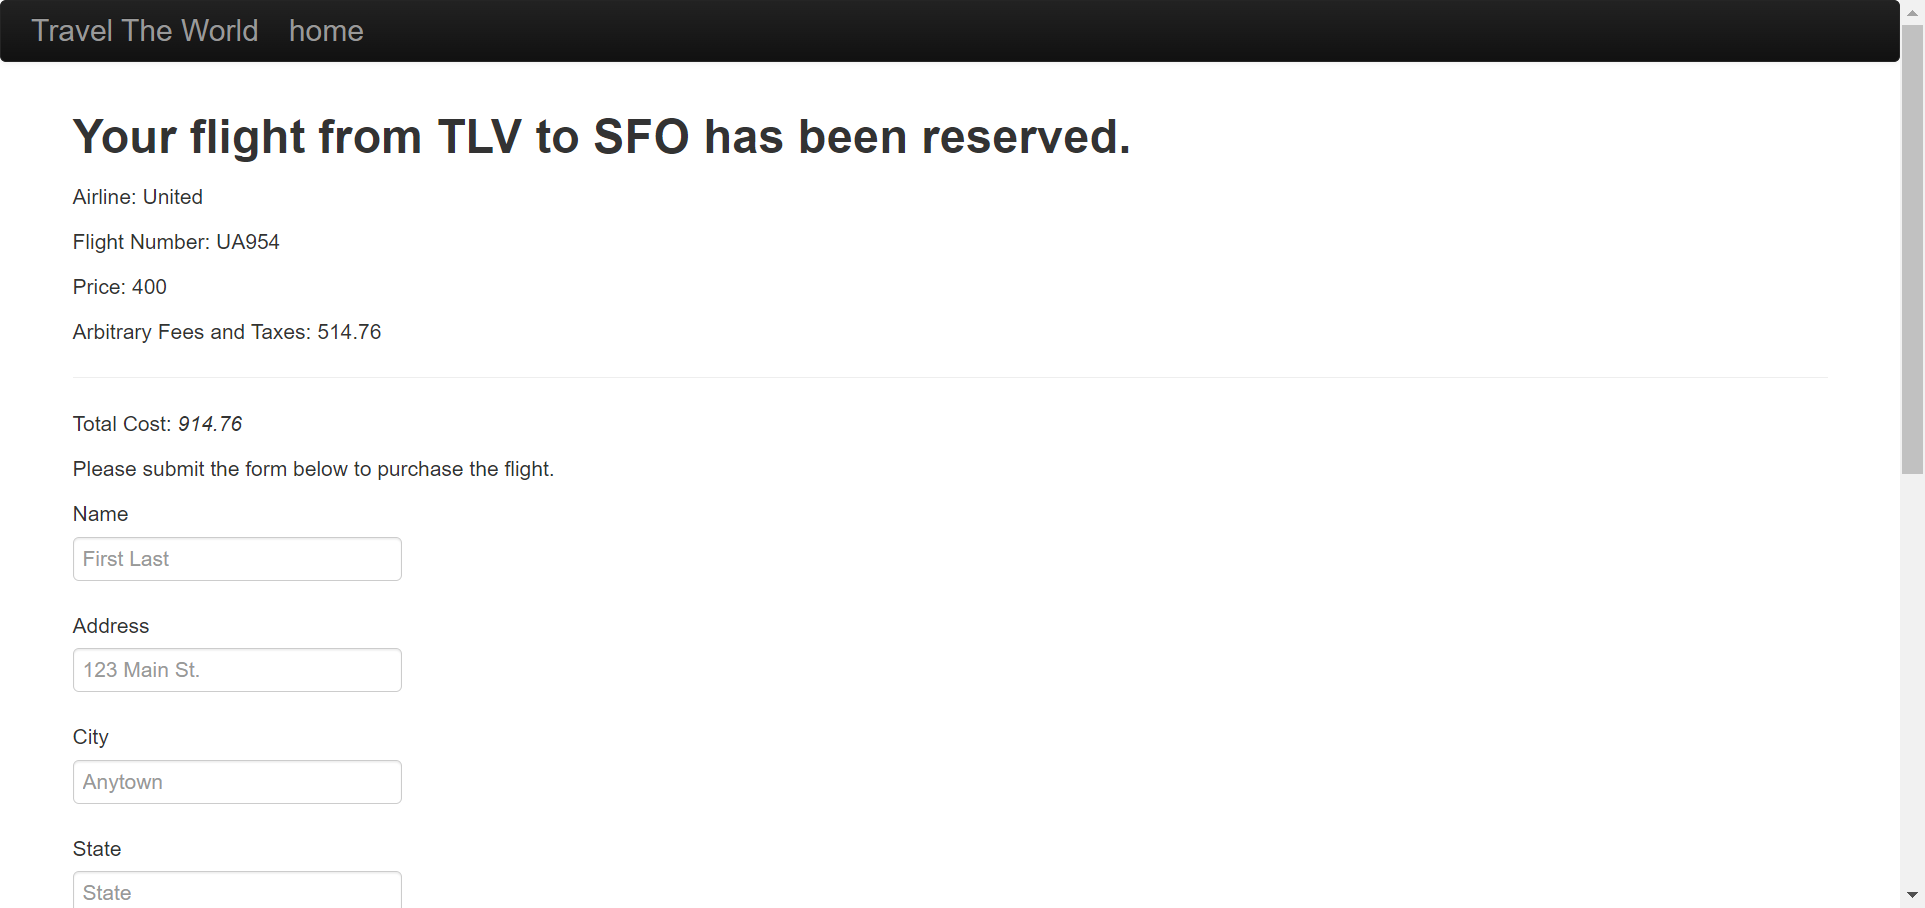 Travel The World home
Your flight from TLV to SFO has been reserved.
Airline: United
Flight Number: UA954
Price: 400
Arbitrary Fees and Taxes: 514.76
Total Cost: 914.76
Please submit the form below to purchase the flight.
Name
First Last
Address
123 Main St.
City
Anytown
State
State